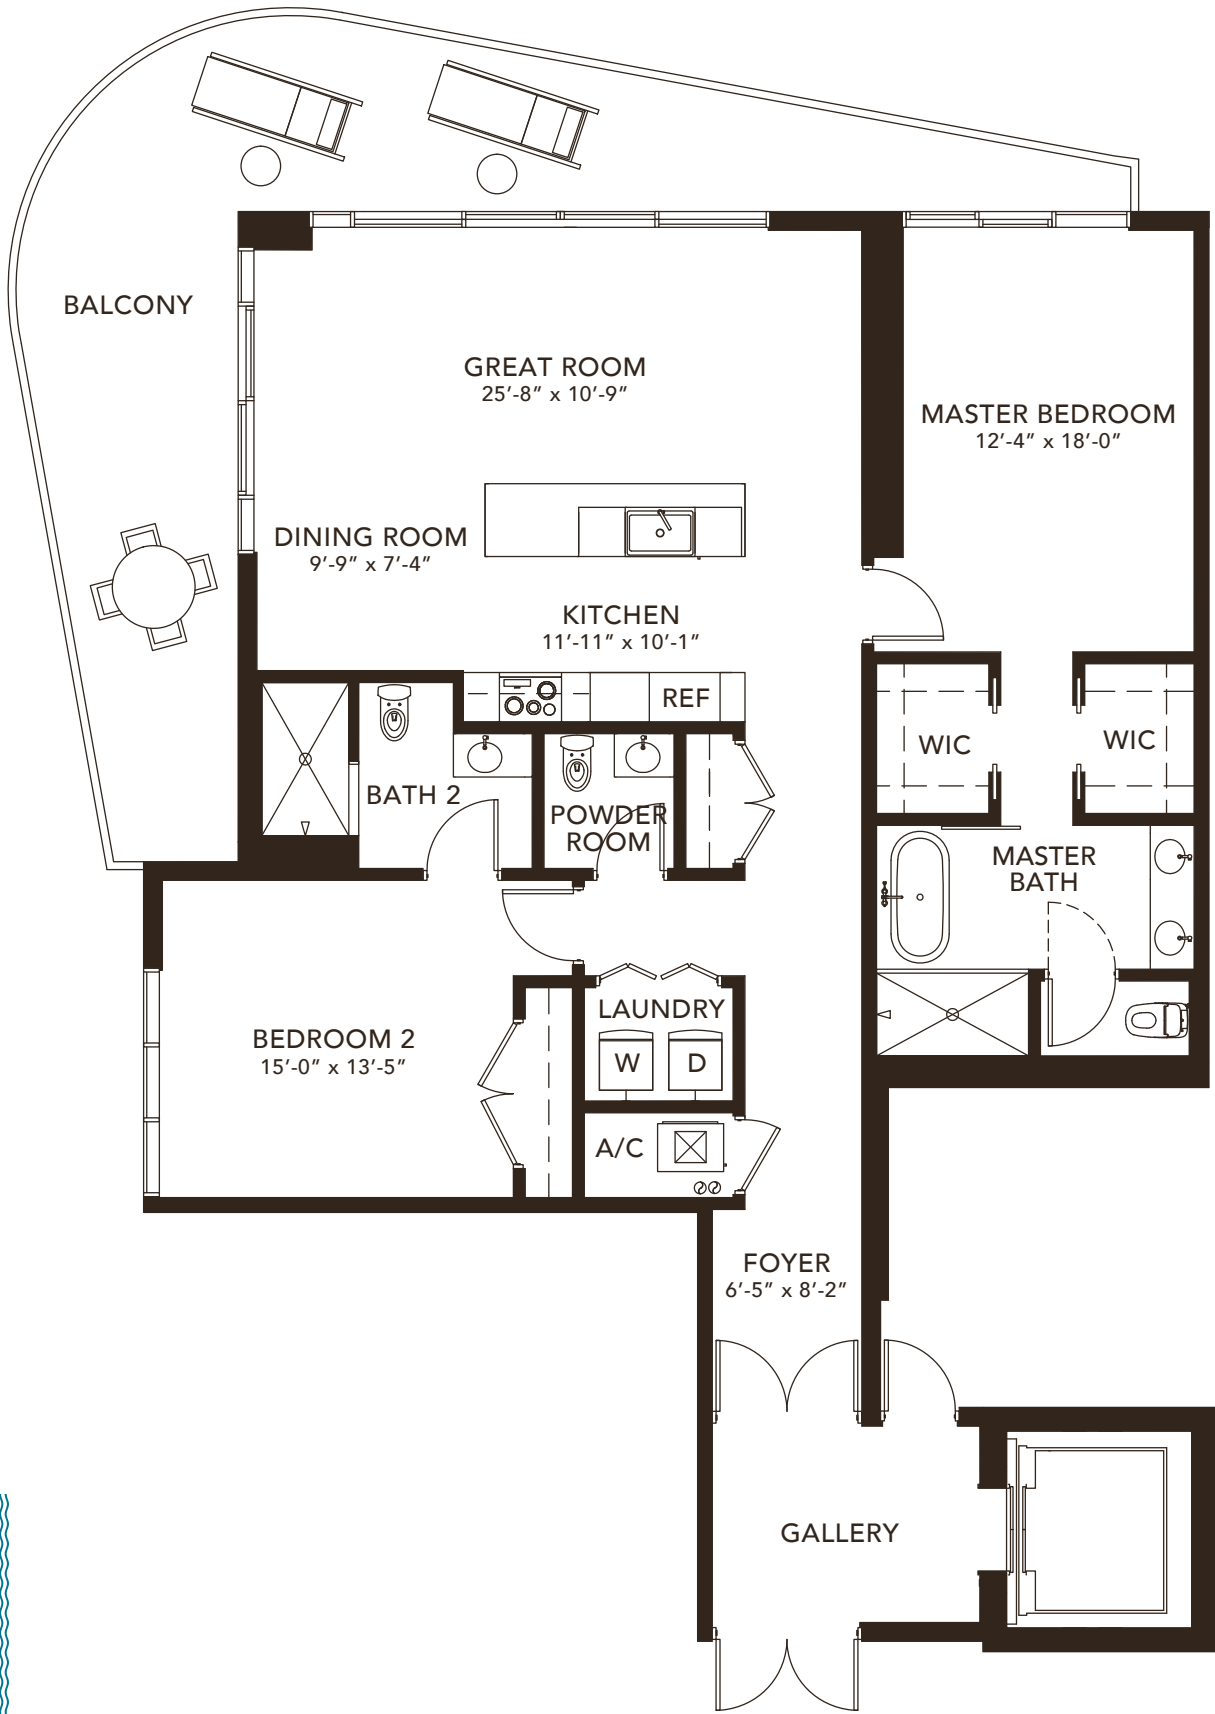 BALCONY
GREAT ROOM
25'-8" x 10'-9"
MASTER BEDROOM
12'-4" x 18'-0"
DINING ROOM
9'-9" x 7'-4"
KITCHEN
11'-11" x 10'-1"
REF
WIC
WIC
BATH 2
POWDER
ROOM
MASTER
BATH
LAUNDRY
W
D
BEDROOM 2
15'-0" x 13'-5"
A/C
FOYER
6'-5" x 8'-2"
GALLERY